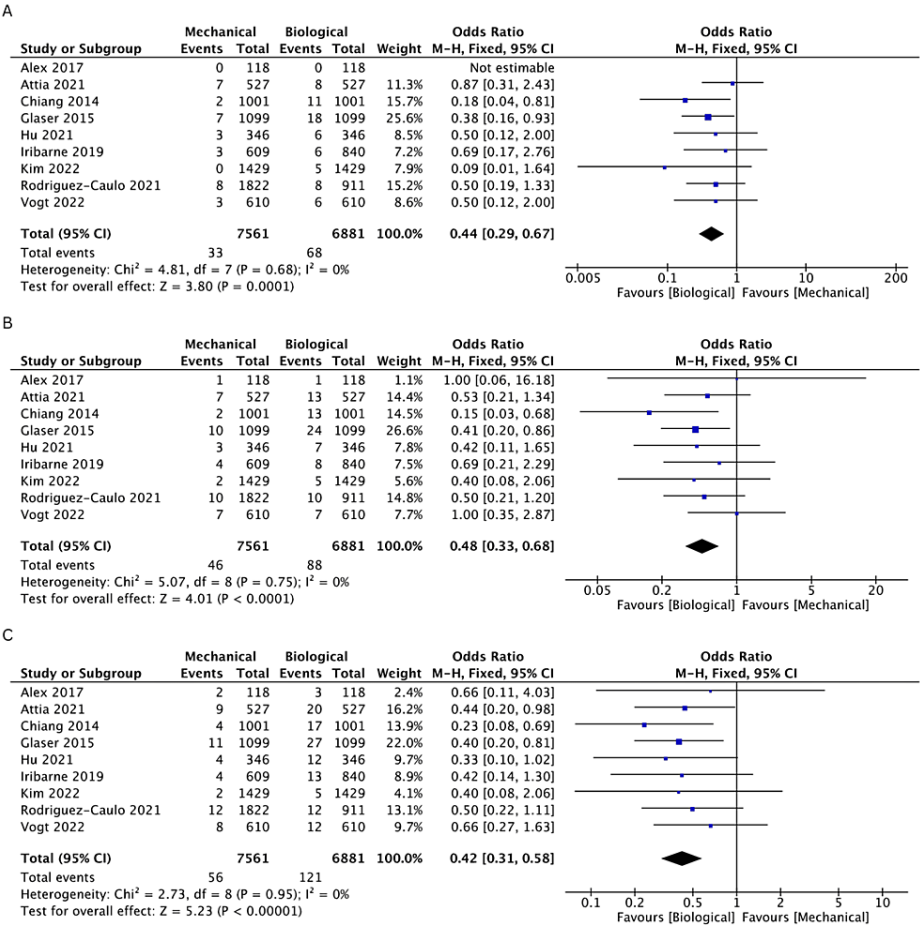 A
Mechanical Biological Odds Ratio Odds Ratio
Study or Subgroup Events Total Events Total Weight M-H, Fixed, 95% CI M-H, Fixed, 95% CI
Alex 2017 0 118 0 118 Not estimable
Attia 2021 7 527 8 527 11.3% 0.87 [0.31, 2.43]
Chiang 2014 2 1001 11 1001 15.7% 0.18 [0.04, 0.81]
Glaser 2015 7 1099 18 1099 25.6% 0.38 [0.16, 0.93]
Hu 2021 3 346 6 346 8.5% 0.50 [0.12, 2.00]
Iribarne 2019 3 609 6 840 7.2% 0.69 [0.17, 2.76]
Kim 2022 0 1429 5 1429 7.9% 0.09 [0.01, 1.64]
Rodriguez-Caulo 2021 8 1822 8 911 15.2% 0.50 [0.19, 1.33]
Vogt 2022 3 610 6 610 8.6% 0.50 [0.12, 2.00]
Total (95% CI) 7561 6881 100.0% 0.44 [0.29, 0.67]
Total events 33 68
Heterogeneity: Chi² = 4.81, df = 7 (P = 0.68); I² = 0%
Test for overall effect: Z = 3.80 (P = 0.0001)
0.005 0.1 1 10 200
Favours [Biological] Favours [Mechanical]
B
Mechanical Biological Odds Ratio Odds Ratio
Study or Subgroup Events Total Events Total Weight M-H, Fixed, 95% CI M-H, Fixed, 95% CI
Alex 2017 1 118 1 118 1.1% 1.00 [0.06, 16.18]
Attia 2021 7 527 13 527 14.4% 0.53 [0.21, 1.34]
Chiang 2014 2 1001 13 1001 14.5% 0.15 [0.03, 0.68]
Glaser 2015 10 1099 24 1099 26.6% 0.41 [0.20, 0.86]
Hu 2021 3 346 7 346 7.8% 0.42 [0.11, 1.65]
Iribarne 2019 4 609 8 840 7.5% 0.69 [0.21, 2.29]
Kim 2022 2 1429 5 1429 5.6% 0.40 [0.08, 2.06]
Rodriguez-Caulo 2021 10 1822 10 911 14.8% 0.50 [0.21, 1.20]
Vogt 2022 7 610 7 610 7.7% 1.00 [0.35, 2.87]
Total (95% CI) 7561 6881 100.0% 0.48 [0.33, 0.68]
Total events 46 88
Heterogeneity: Chi² = 5.07, df = 8 (P = 0.75); I² = 0%
Test for overall effect: Z = 4.01 (P < 0.0001)
0.05 0.2 1 5 20
Favours [Biological] Favours [Mechanical]
C
Mechanical Biological Odds Ratio Odds Ratio
Study or Subgroup Events Total Events Total Weight M-H, Fixed, 95% CI M-H, Fixed, 95% CI
Alex 2017 2 118 3 118 2.4% 0.66 [0.11, 4.03]
Attia 2021 9 527 20 527 16.2% 0.44 [0.20, 0.98]
Chiang 2014 4 1001 17 1001 13.9% 0.23 [0.08, 0.69]
Glaser 2015 11 1099 27 1099 22.0% 0.40 [0.20, 0.81]
Hu 2021 4 346 12 346 9.7% 0.33 [0.10, 1.02]
Iribarne 2019 4 609 13 840 8.9% 0.42 [0.14, 1.30]
Kim 2022 2 1429 5 1429 4.1% 0.40 [0.08, 2.06]
Rodriguez-Caulo 2021 12 1822 12 911 13.1% 0.50 [0.22, 1.11]
Vogt 2022 8 610 12 610 9.7% 0.66 [0.27, 1.63]
Total (95% CI) 7561 6881 100.0% 0.42 [0.31, 0.58]
Total events 56 121
Heterogeneity: Chi² = 2.73, df = 8 (P = 0.95); I² = 0%
Test for overall effect: Z = 5.23 (P < 0.00001)
0.1 0.2 0.5 1 2 5 10
Favours [Biological] Favours [Mechanical]